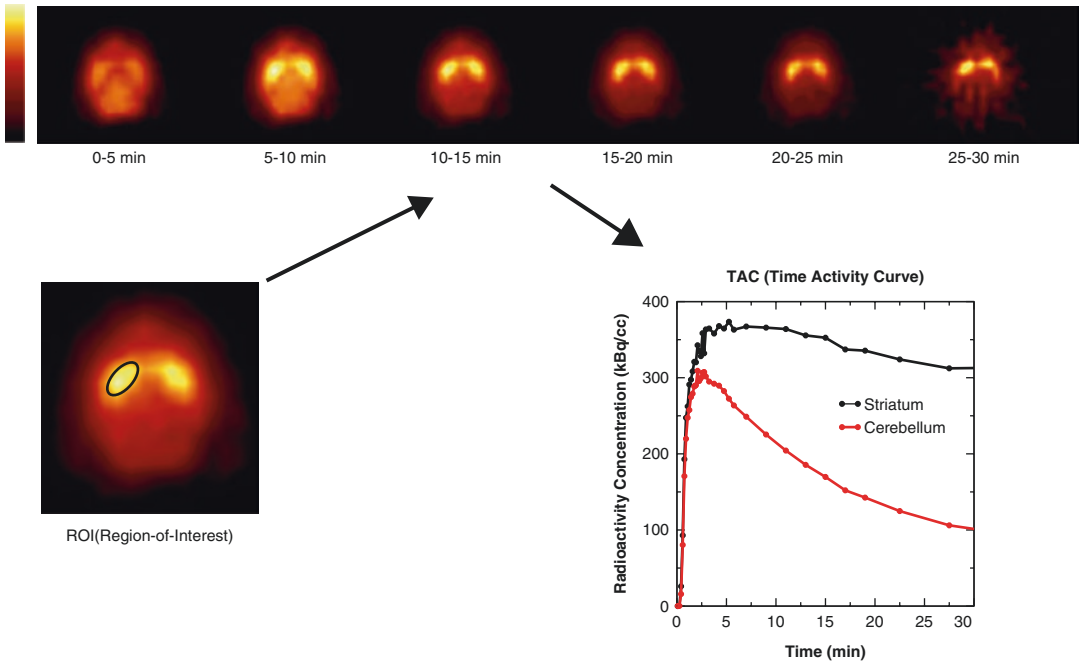 0-5 min
5-10 min
10-15 min
15-20 min
20-25 min
25-30 min
ROI(Region-of-Interest)
TAC (Time Activity Curve)
Radioactivity Concentration (kBq/cc)
400
300
200
100
0
Striatum
Cerebellum
0
5
10
15
20
25
30
Time (min)